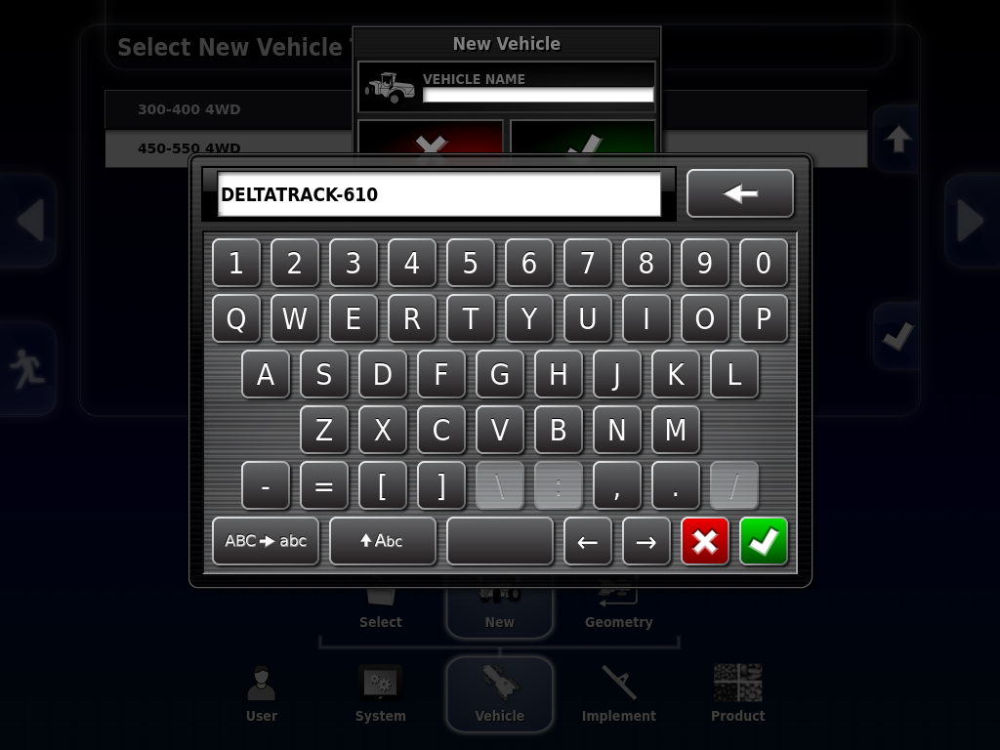 Select New Vehicle
New Vehicle
VEHICLE NAME
300-400 4WD
450-550 4WD
DELTATRACK-610
1 2 3 4 5 6 7 8 9 0
Q W E R T Y U I O P
A S D F G H J K L
Z X C V B N M
- = [ ] \ : , . /
ABC→abc Abc ← →
Select New Geometry
User System Vehicle Implement Product